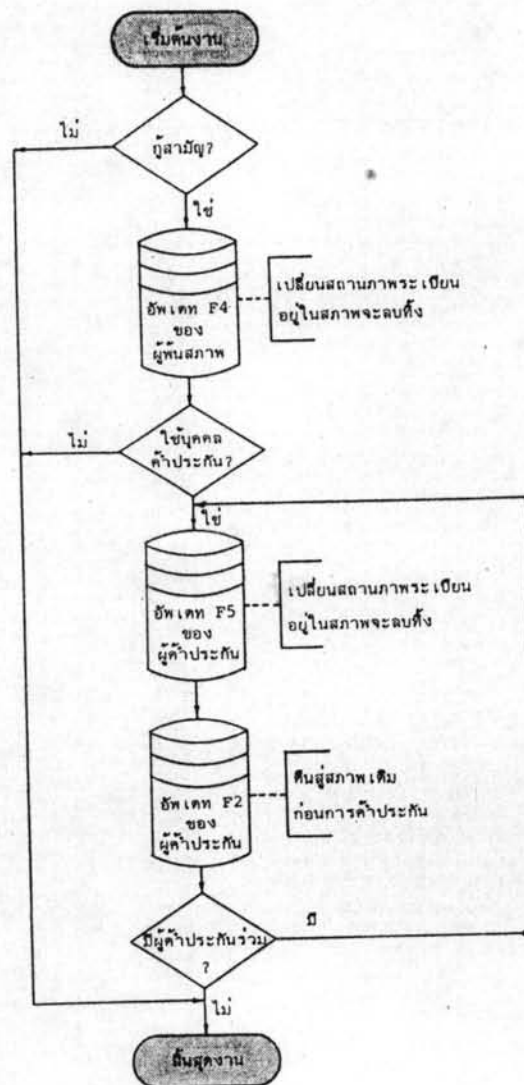 เริ่มต้นงาน
ไม่
กู้สามัญ?
ใช่
อัพเดท F4
ของ
ผู้พ้นสภาพ
เปลี่ยนสถานภาพระเบียน
อยู่ในสภาพจะลบทิ้ง
ไม่
ใช้บุคคล
ค้ำประกัน?
ใช่
อัพเดท F5
ของ
ผู้ค้ำประกัน
เปลี่ยนสถานภาพระเบียน
อยู่ในสภาพจะลบทิ้ง
อัพเดท F2
ของ
ผู้ค้ำประกัน
คืนสู่สภาพเดิม
ก่อนการค้ำประกัน
มีผู้ค้ำประกันร่วม
?
มี
ไม่
สิ้นสุดงาน